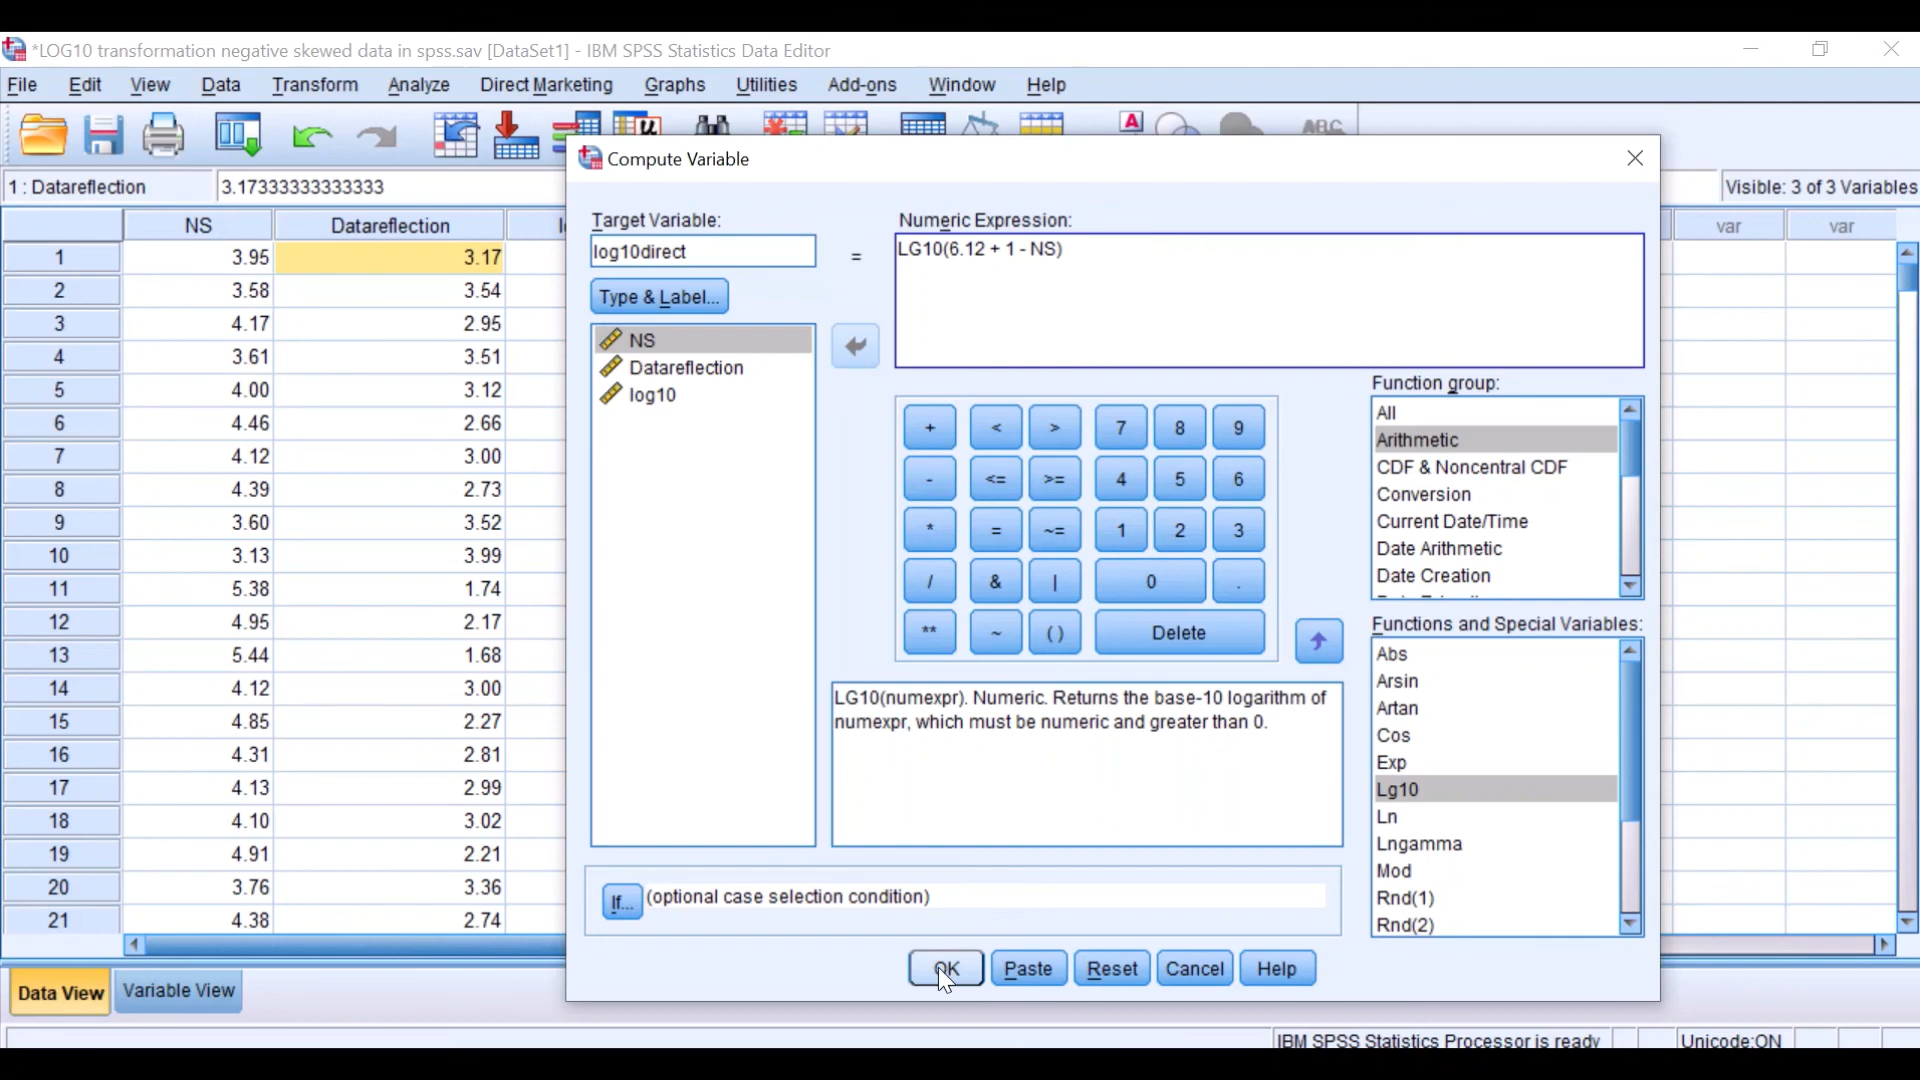 *LOG10 transformation negative skewed data in spss.sav [DataSet1] - IBM SPSS Statistics Data Editor
File Edit View Data Transform Analyze Direct Marketing Graphs Utilities Add-ons Window Help
Compute Variable
1 : Datareflection 3.17333333333333 Visible: 3 of 3 Variables
NS Datareflection var var
1 3.95 3.17
2 3.58 3.54
3 4.17 2.95
4 3.61 3.51
5 4.00 3.12
6 4.46 2.66
7 4.12 3.00
8 4.39 2.73
9 3.60 3.52
10 3.13 3.99
11 5.38 1.74
12 4.95 2.17
13 5.44 1.68
14 4.12 3.00
15 4.85 2.27
16 4.31 2.81
17 4.13 2.99
18 4.10 3.02
19 4.91 2.21
20 3.76 3.36
21 4.38 2.74
Target Variable:
log10direct
=
Type & Label...
NS
Datareflection
log10
Numeric Expression:
LG10(6.12 + 1 - NS)
+ < > 7 8 9
- <= >= 4 5 6
* = ~= 1 2 3
/ & | 0 .
** ~ ( ) Delete
LG10(numexpr). Numeric. Returns the base-10 logarithm of
numexpr, which must be numeric and greater than 0.
Function group:
All
Arithmetic
CDF & Noncentral CDF
Conversion
Current Date/Time
Date Arithmetic
Date Creation
Functions and Special Variables:
Abs
Arsin
Artan
Cos
Exp
Lg10
Ln
Lngamma
Mod
Rnd(1)
Rnd(2)
If... (optional case selection condition)
OK Paste Reset Cancel Help
Data View Variable View
IBM SPSS Statistics Processor is ready Unicode:ON